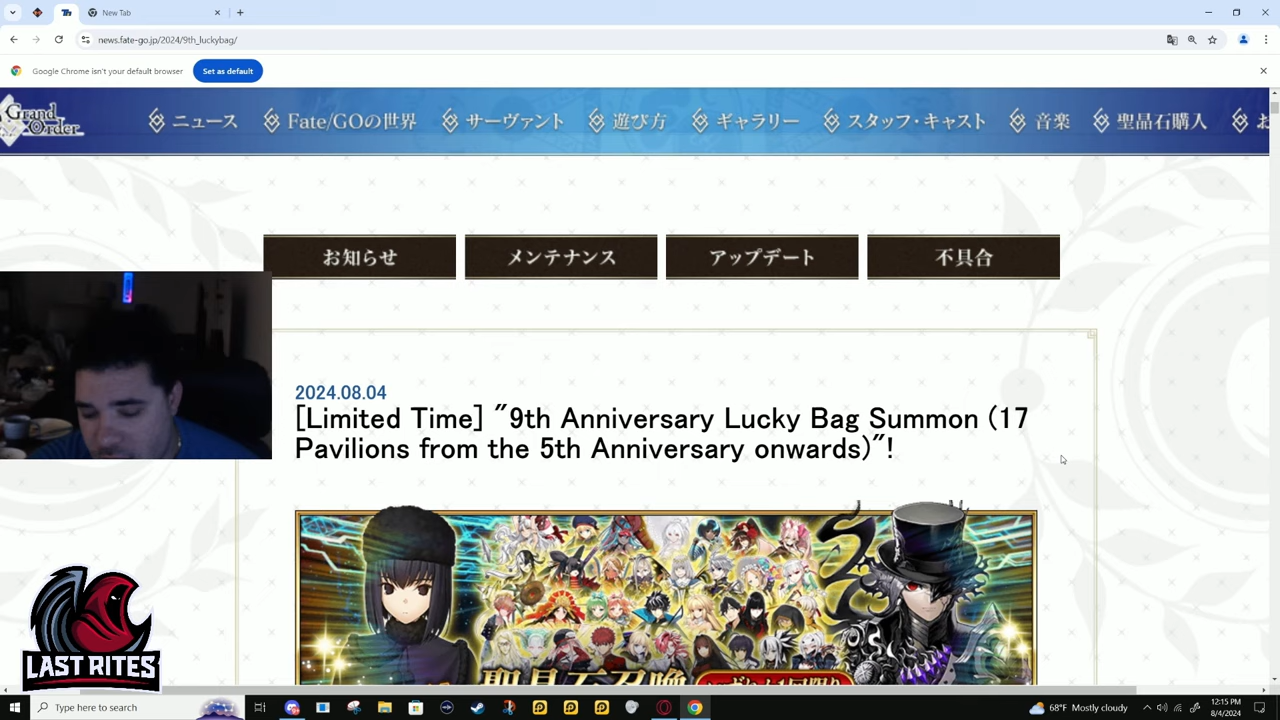 New Tab
news.fate-go.jp/2024/9th_luckybag/
Google Chrome isn't your default browser
Set as default
Grand Order
ニュース
Fate/GOの世界
サーヴァント
遊び方
ギャラリー
スタッフ・キャスト
音楽
聖晶石購入
お
お知らせ
メンテナンス
アップデート
不具合
2024.08.04
[Limited Time] "9th Anniversary Lucky Bag Summon (17
Pavilions from the 5th Anniversary onwards)"!
LAST RITES
Type here to search
68°F Mostly cloudy
12:15 PM
8/4/2024